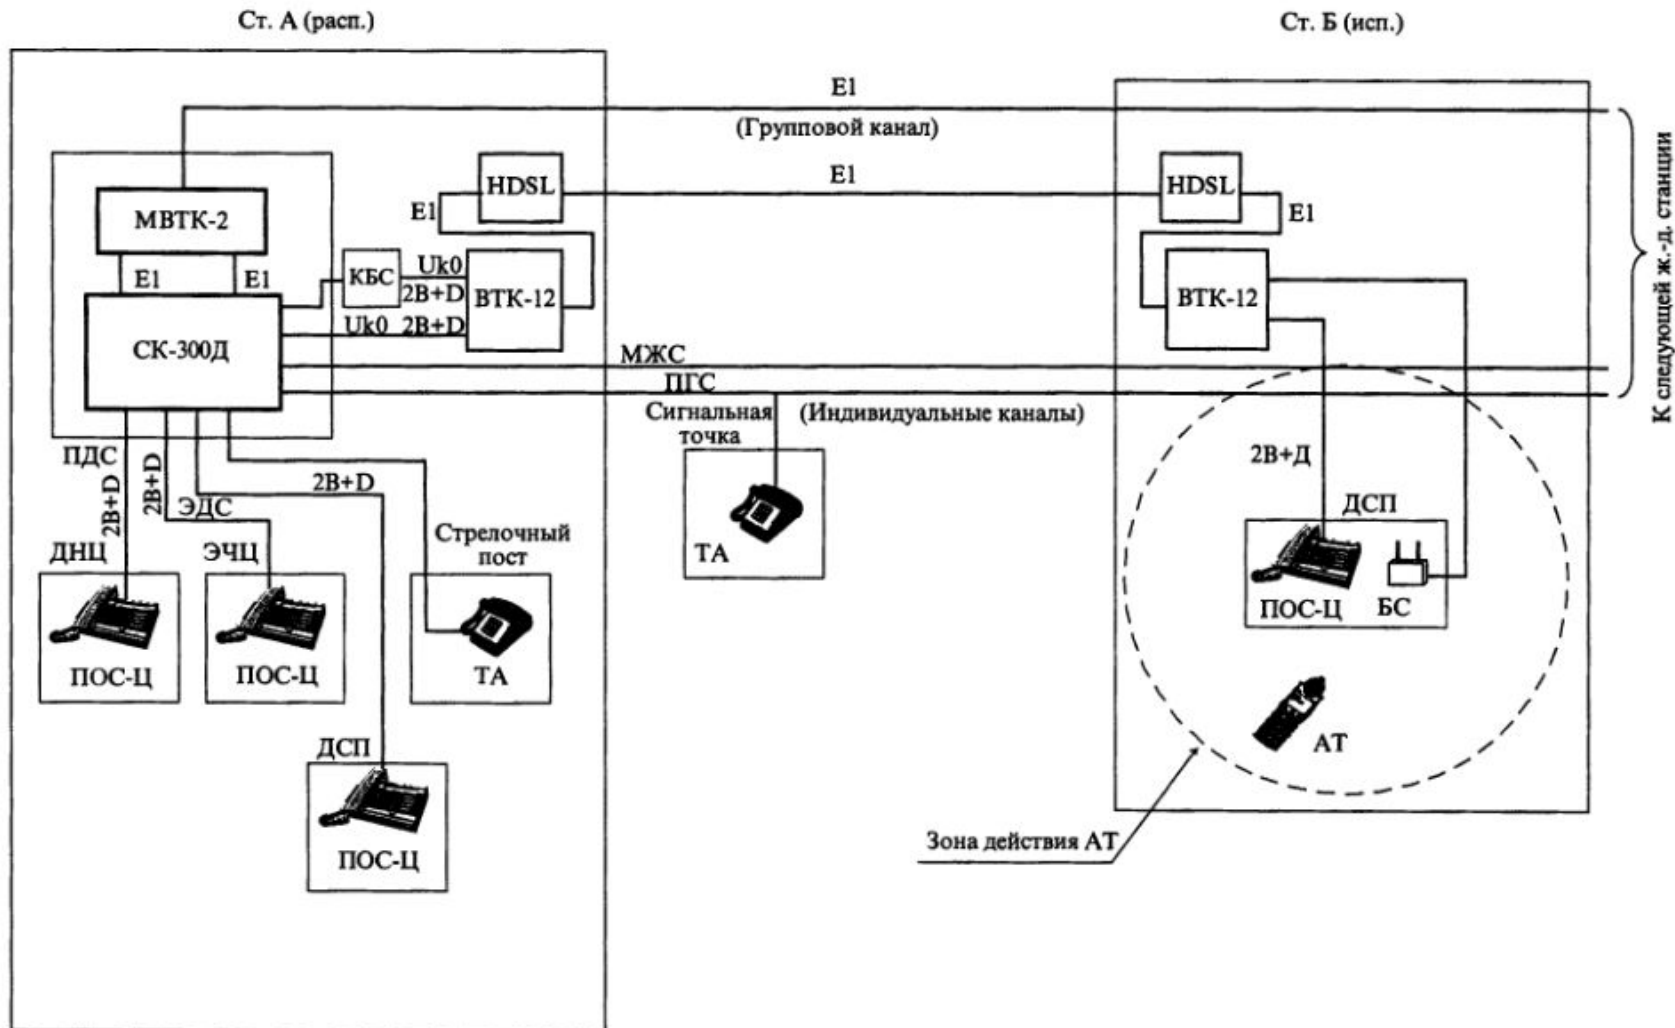 Ст. А (расп.)
Ст. Б (исп.)
E1
(Групповой канал)
HDSL
E1
HDSL
МВТК-2
E1
E1
E1
E1
КБС
Uk0
2B+D
ВТК-12
ВТК-12
Uk0 2B+D
СК-300Д
МЖС
ПГС
(Индивидуальные каналы)
Сигнальная
точка
К следующей ж.-д. станции
ПДС
2B+D
2B+D
ЭДС
2B+D
2В+Д
ДНЦ
ЭЧЦ
Стрелочный
пост
ТА
ДСП
ПОС-Ц
БС
ПОС-Ц
ПОС-Ц
ТА
ДСП
ПОС-Ц
АТ
Зона действия АТ